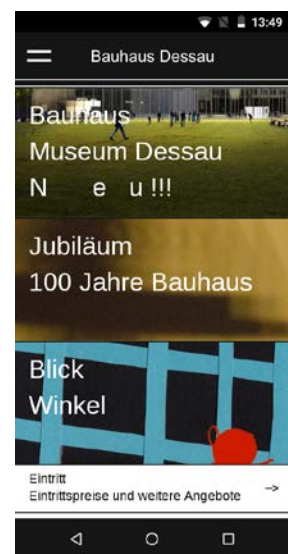 13:49
Bauhaus Dessau
Bauhaus
Museum Dessau
N e u !!!
Jubiläum
100 Jahre Bauhaus
Blick
Winkel
Eintritt
Eintrittspreise und weitere Angebote -->